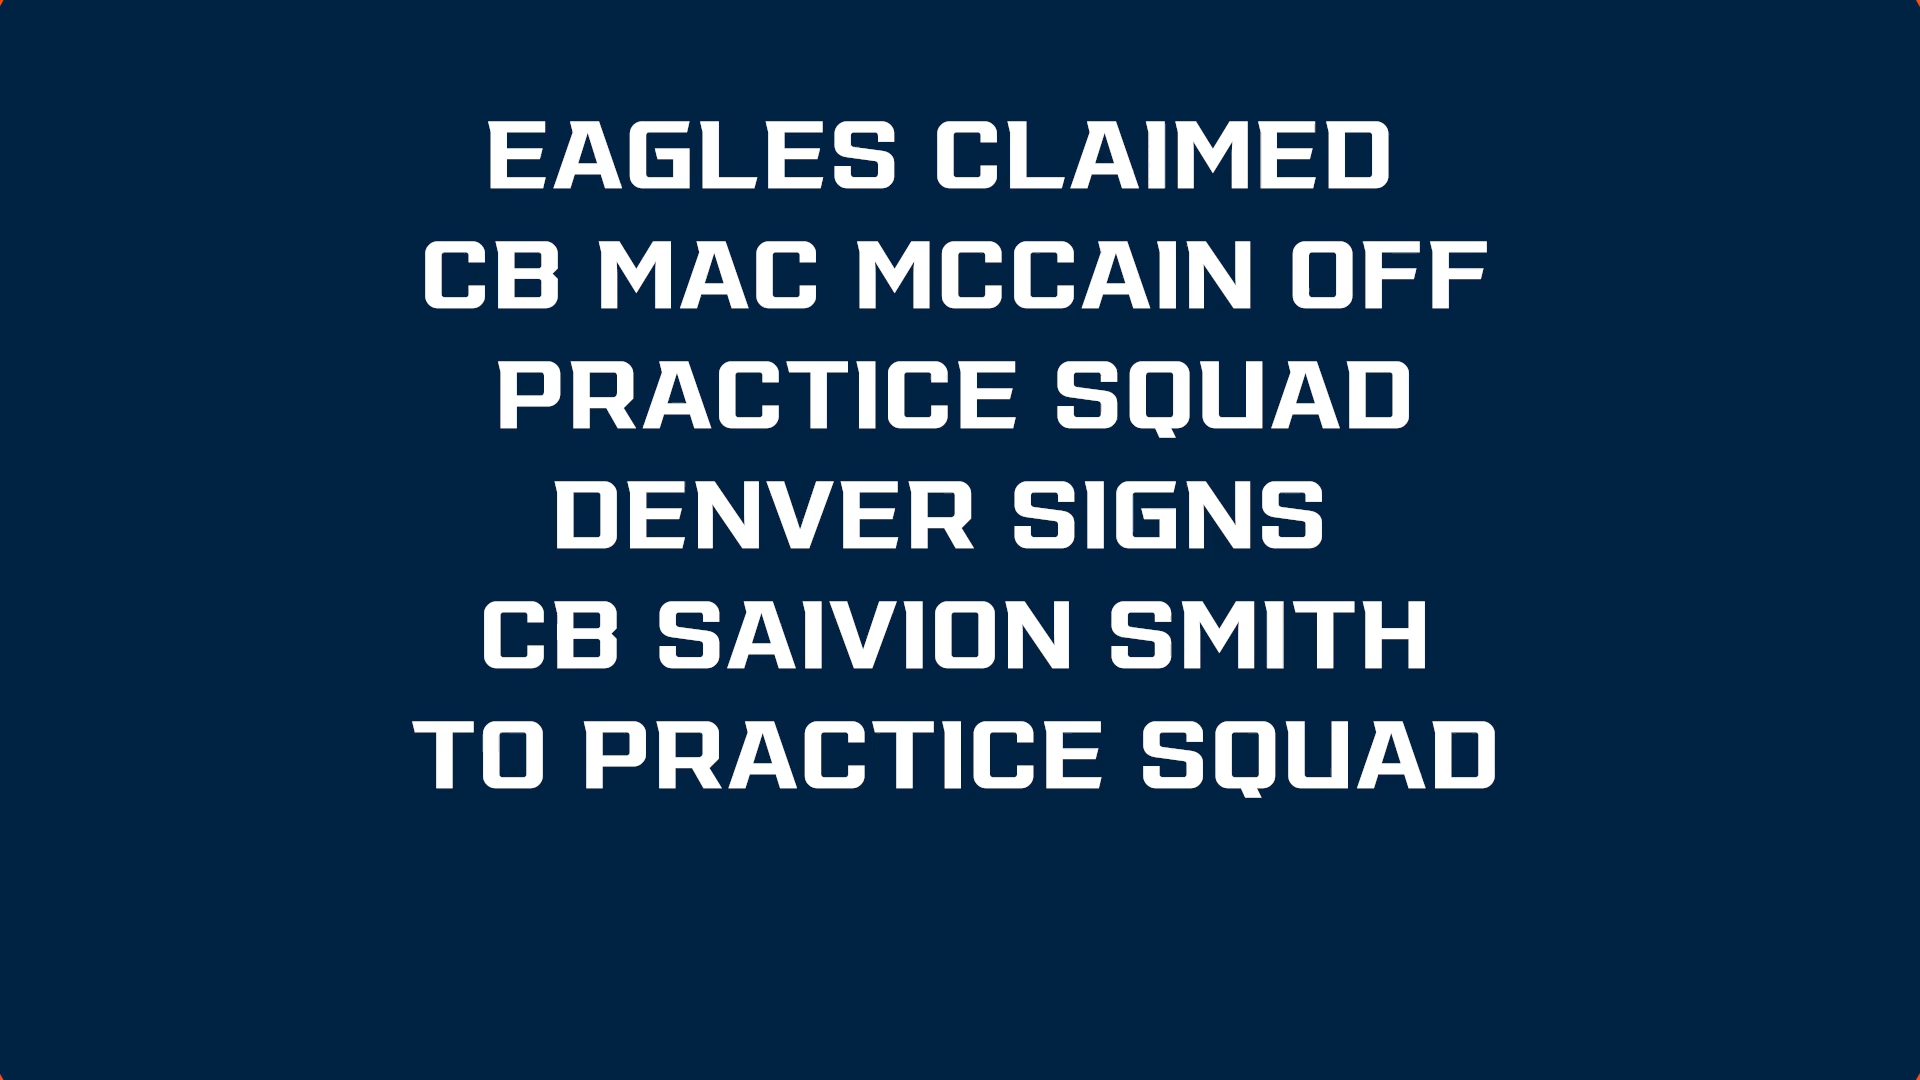 EAGLES CLAIMED
CB MAC MCCAIN OFF
PRACTICE SQUAD
DENVER SIGNS
CB SAIVION SMITH
TO PRACTICE SQUAD